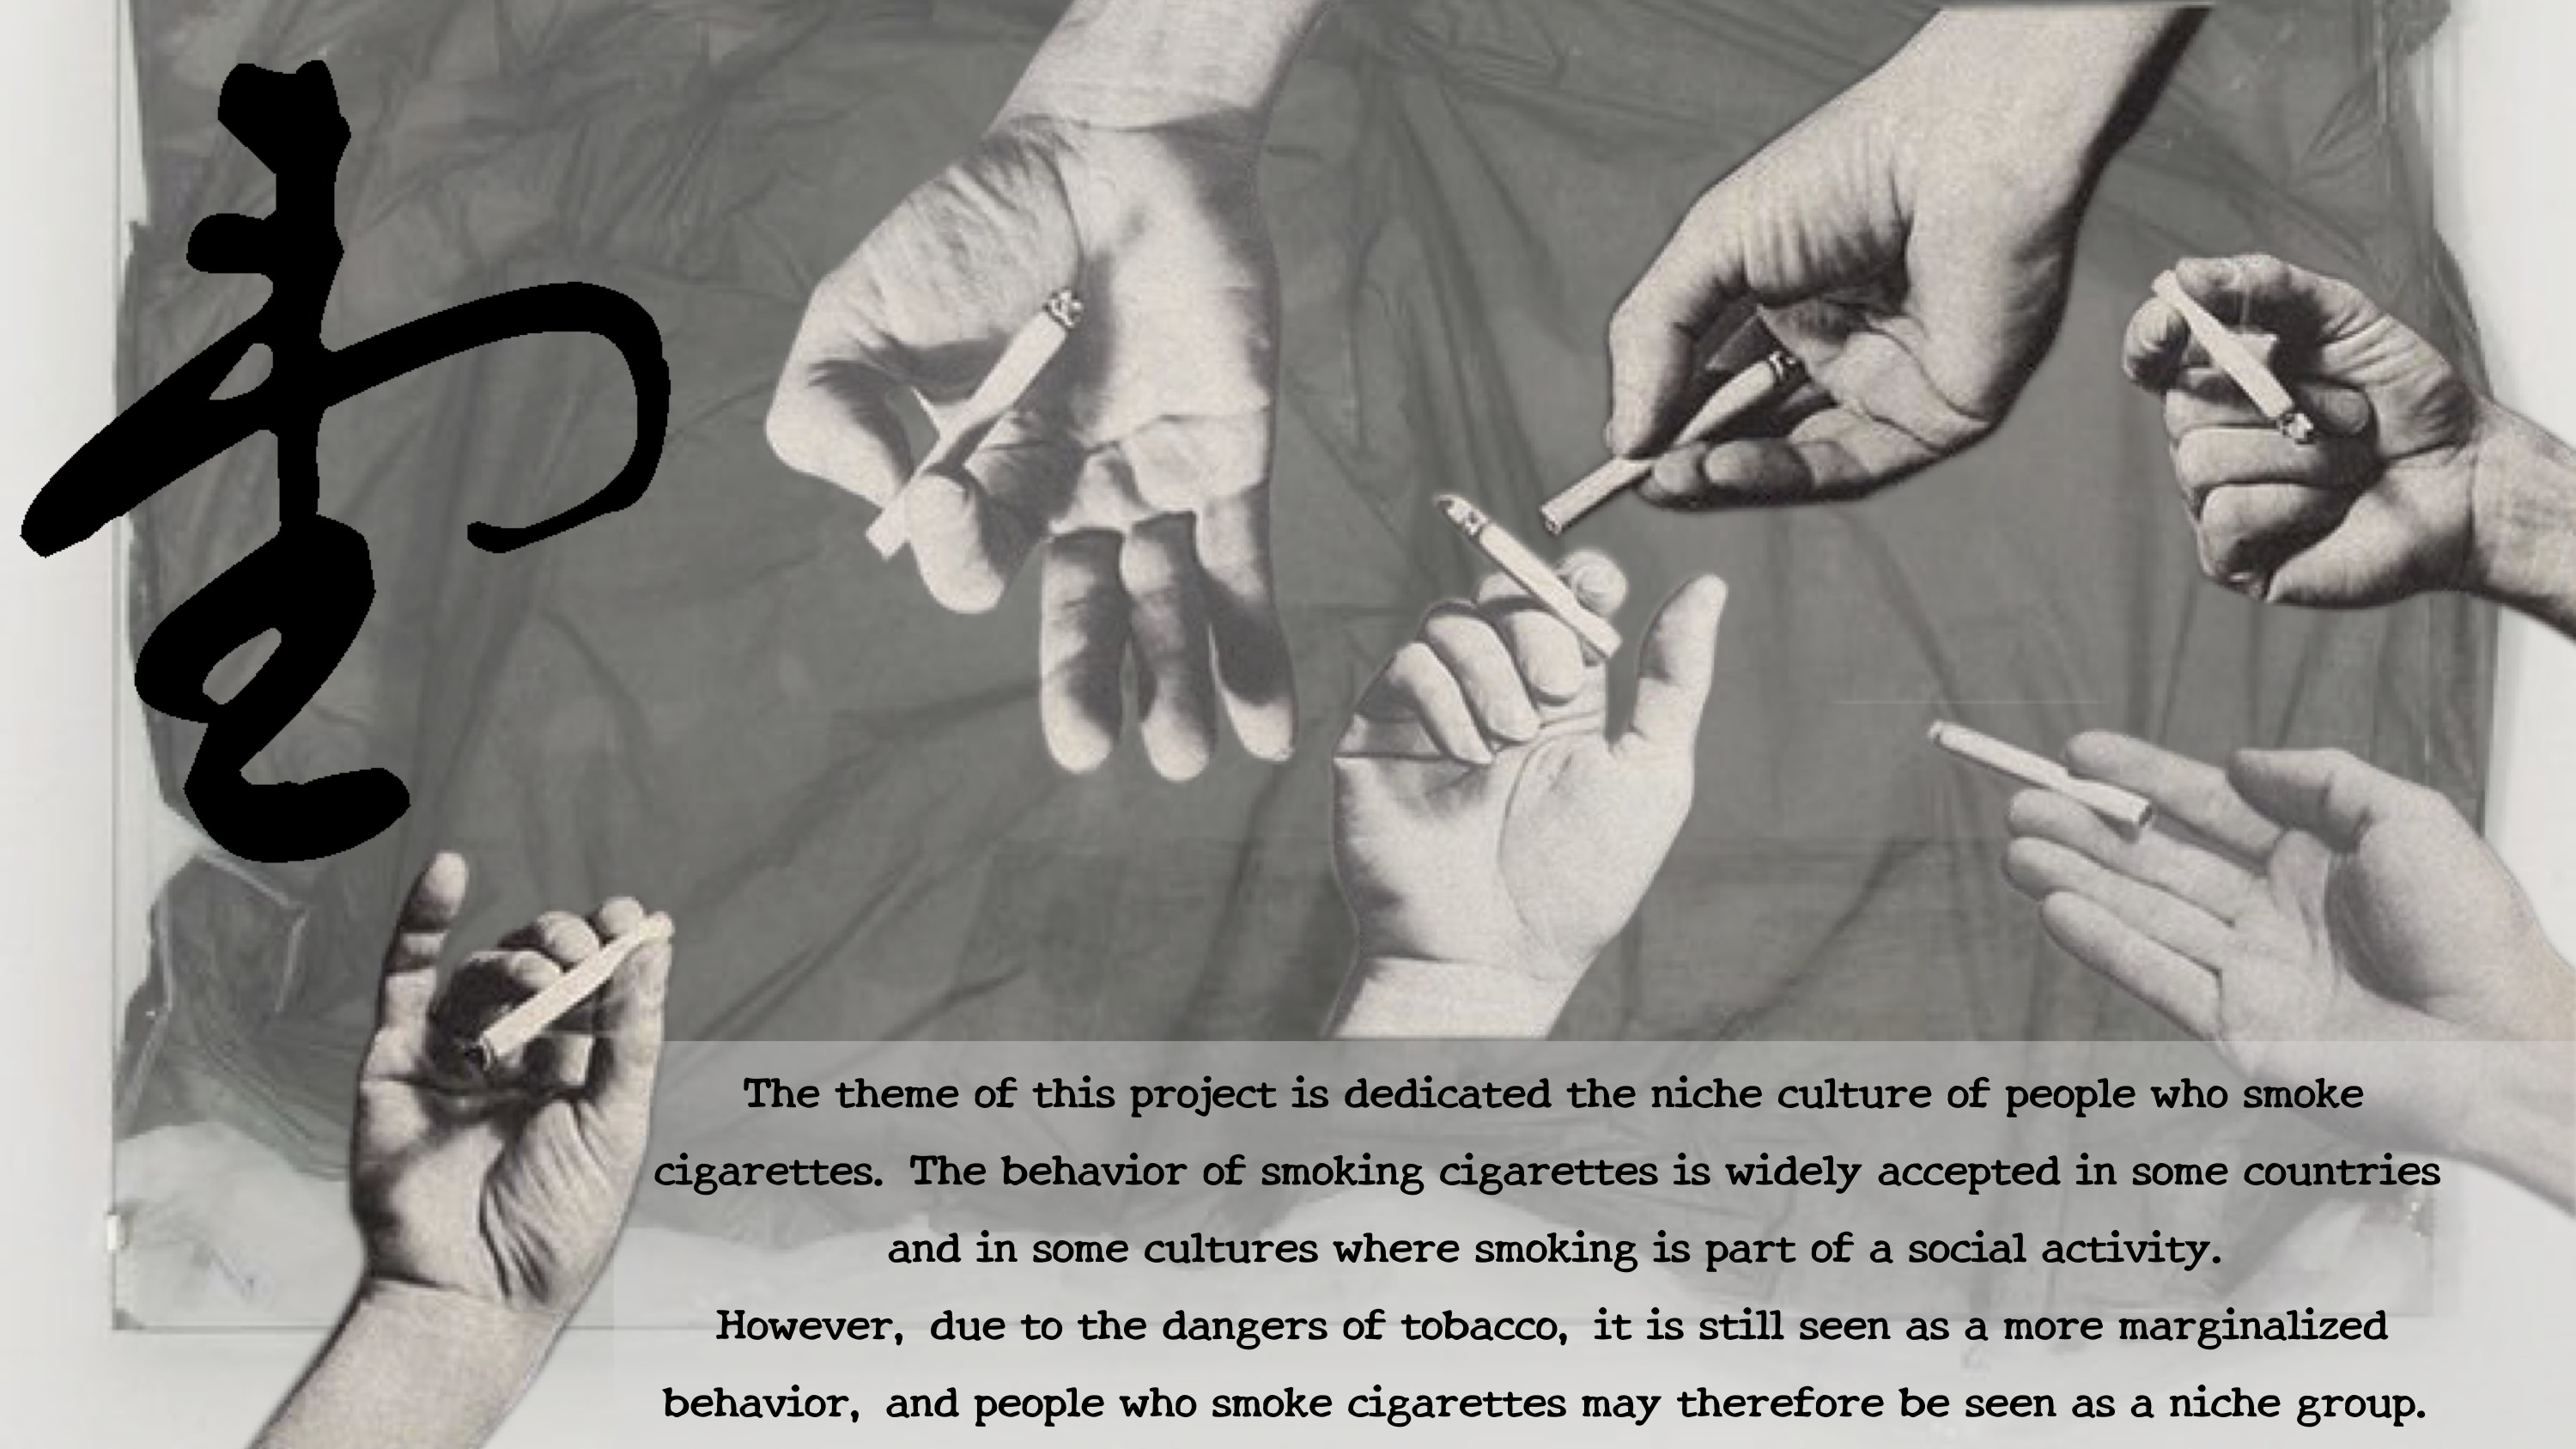 The theme of this project is dedicated the niche culture of people who smoke
cigarettes. The behavior of smoking cigarettes is widely accepted in some countries
and in some cultures where smoking is part of a social activity.
However, due to the dangers of tobacco, it is still seen as a more marginalized
behavior, and people who smoke cigarettes may therefore be seen as a niche group.